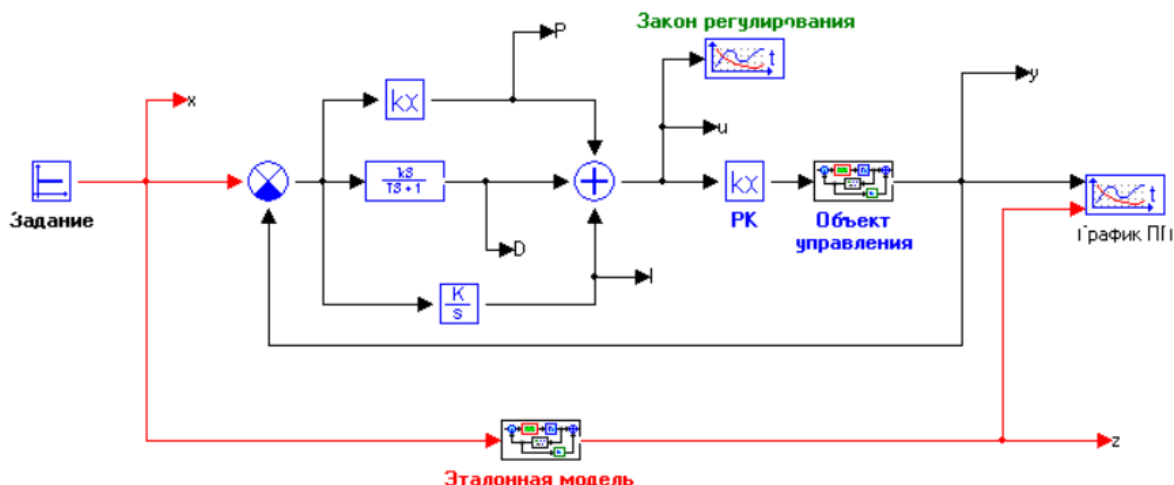 Закон регулирования
P
x
y
kx
t
u
kS
TS + 1
kx
t
Задание
D
РК
Объект
управления
График ПП
I
K
s
Эталонная модель
z